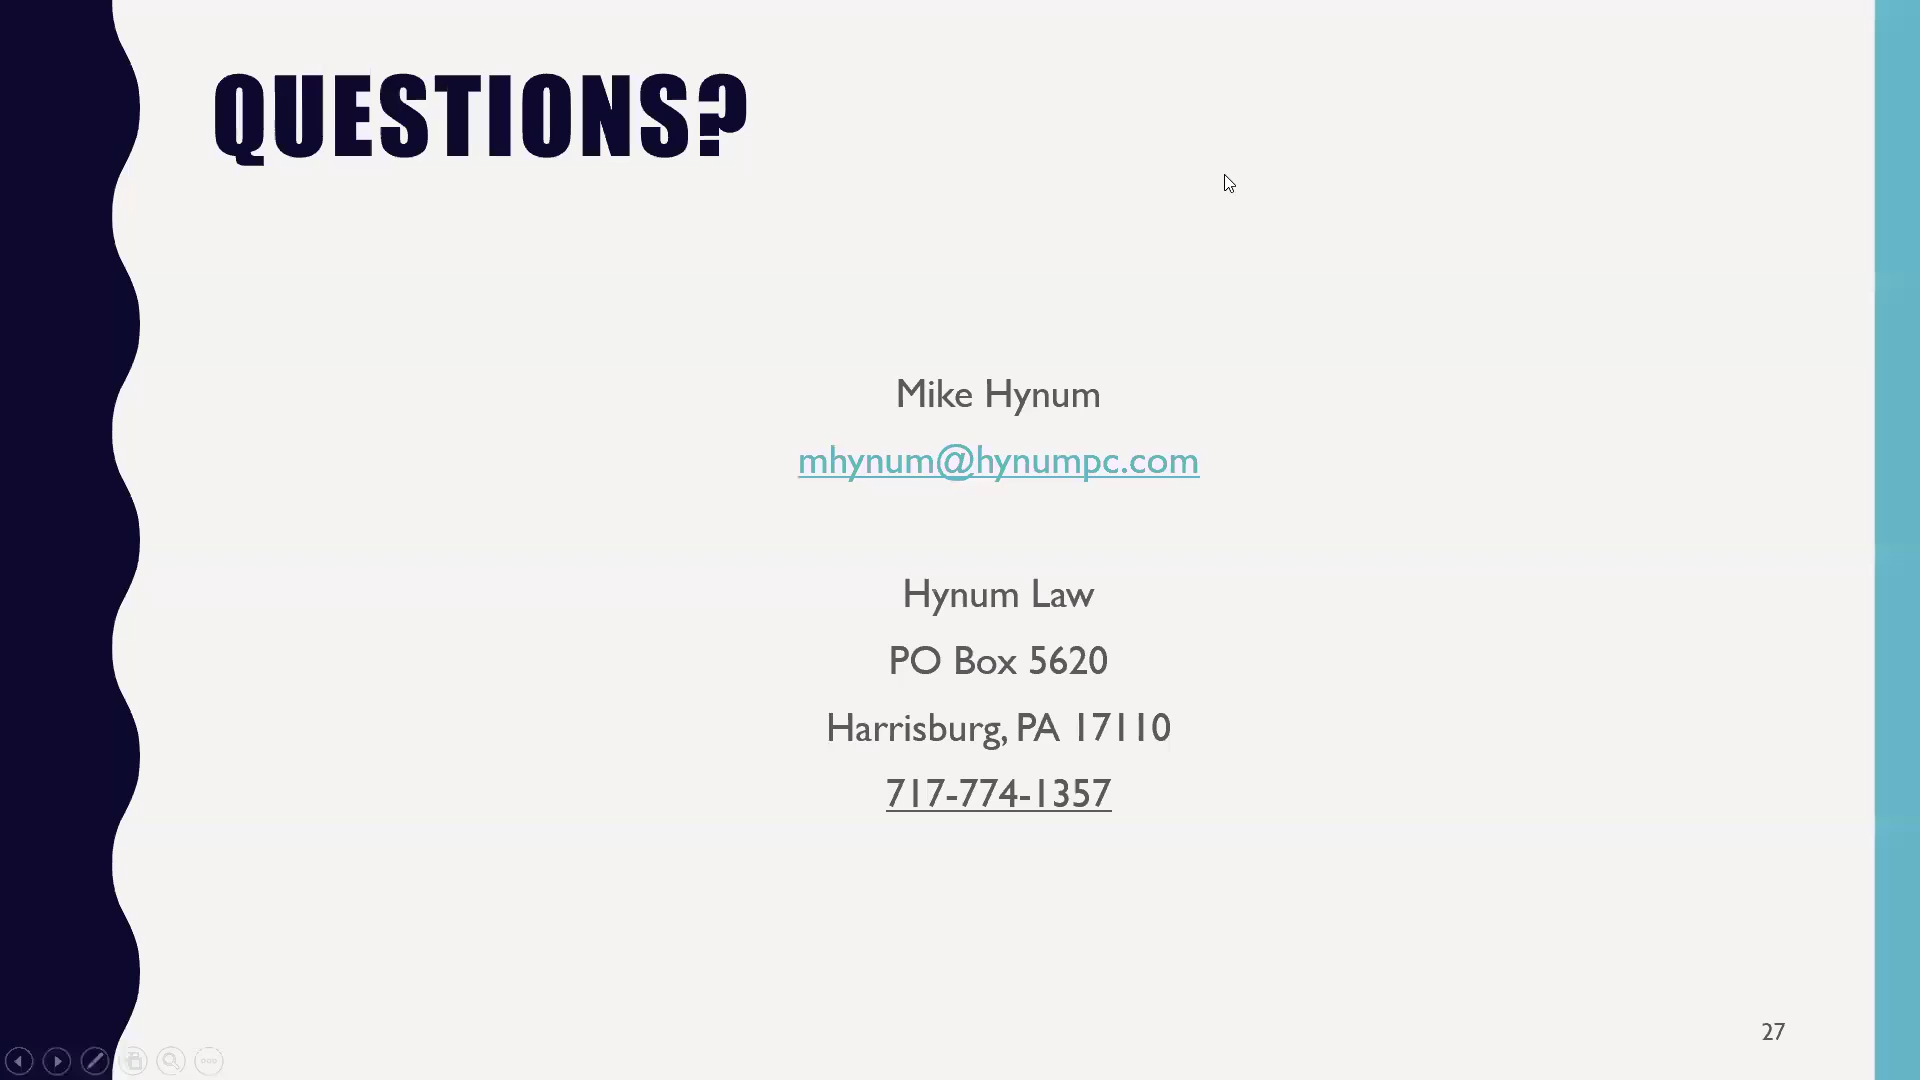 QUESTIONS?
Mike Hynum
mhynum@hynumpc.com
Hynum Law
PO Box 5620
Harrisburg, PA 17110
717-774-1357
27